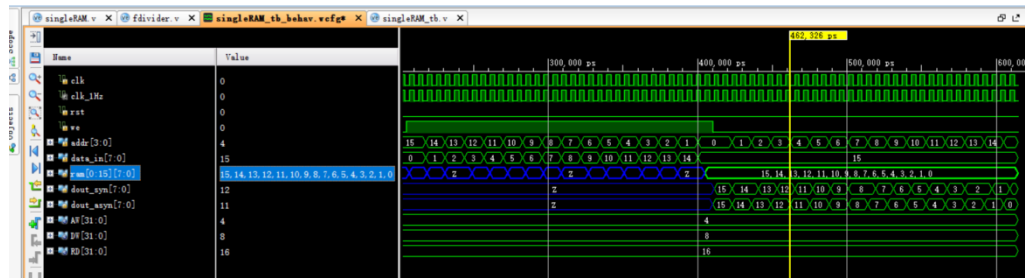 singleRAM.v × fdivider.v × singleRAM_tb_behav.wcfg* × singleRAM_tb.v ×
462,326 ps
Name Value 300,000 ps 400,000 ps 500,000 ps 600,00
clk 0
clk_1Hz 0
rst 0
we 0
addr[3:0] 4 15 14 13 12 11 10 9 8 7 6 5 4 3 2 1 0 1 2 3 4 5 6 7 8 9 10 11 12 13 14
data_in[7:0] 15 0 1 2 3 4 5 6 7 8 9 10 11 12 13 14 15
ram[0:15][7:0] 15,14,13,12,11,10,9,8,7,6,5,4,3,2,1,0 Z Z Z 15,14,13,12,11,10,9,8,7,6,5,4,3,2,1,0
dout_syn[7:0] 12 Z 15 14 13 12 11 10 9 8 7 6 5 4 3 2 1
dout_asyn[7:0] 11 Z 15 14 13 12 11 10 9 8 7 6 5 4 3 2 1 0
AW[31:0] 4 4
DW[31:0] 8 8
RD[31:0] 16 16